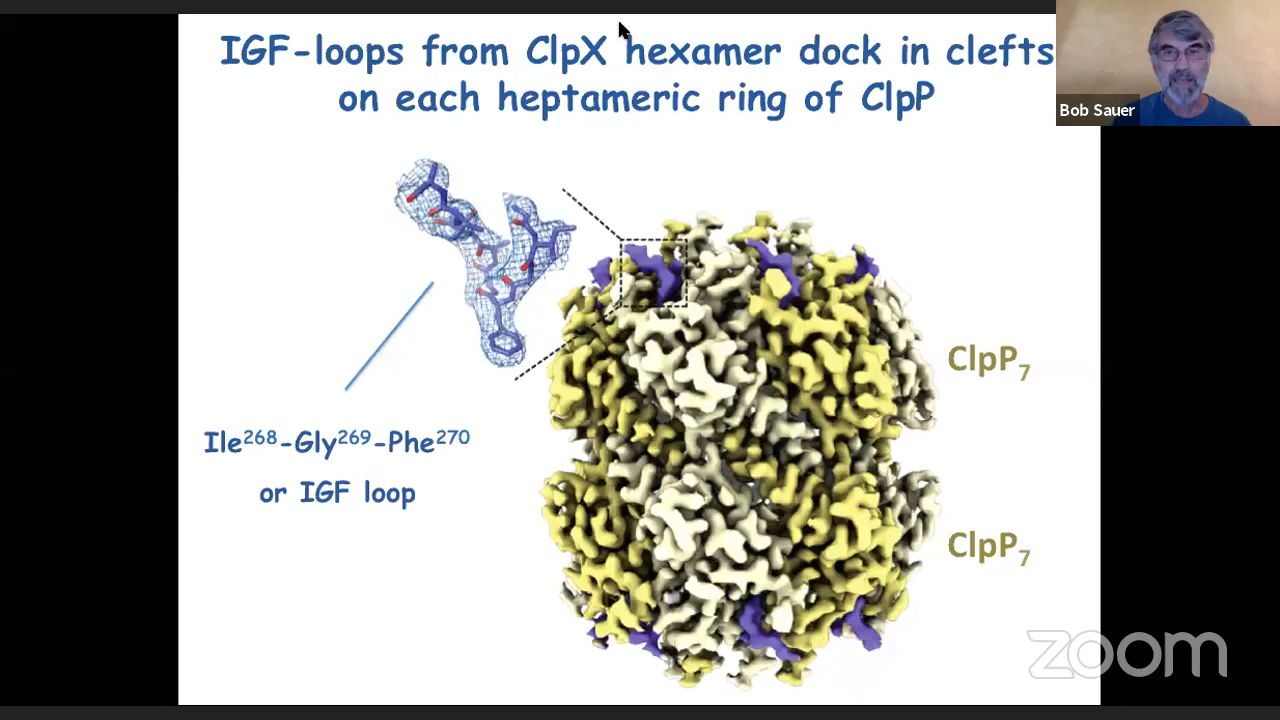 IGF-loops from ClpX hexamer dock in clefts
on each heptameric ring of ClpP
Bob Sauer
ClpP₇
Ile²⁶⁸-Gly²⁶⁹-Phe²⁷⁰
or IGF loop
ClpP₇
zoom